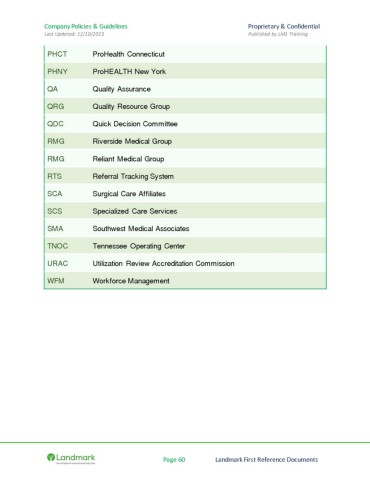 Company Policies & Guidelines Proprietary & Confidential
Last Updated: 12/10/2023 Published by LM1 Training
PHCT ProHealth Connecticut
PHNY ProHEALTH New York
QA Quality Assurance
QRG Quality Resource Group
QDC Quick Decision Committee
RMG Riverside Medical Group
RMG Reliant Medical Group
RTS Referral Tracking System
SCA Surgical Care Affiliates
SCS Specialized Care Services
SMA Southwest Medical Associates
TNOC Tennessee Operating Center
URAC Utilization Review Accreditation Commission
WFM Workforce Management
Landmark
Page 60 Landmark First Reference Documents